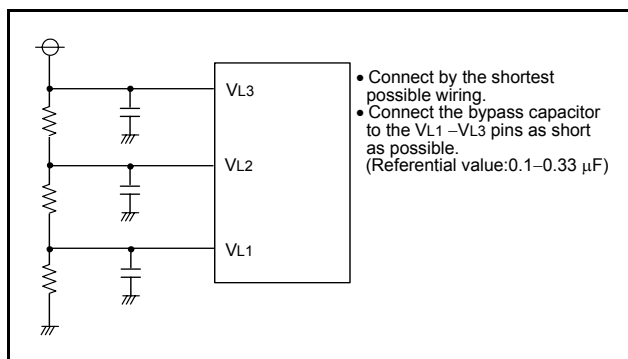 VL3
VL2
VL1
• Connect by the shortest
possible wiring.
• Connect the bypass capacitor
to the VL1 –VL3 pins as short
as possible.
(Referential value:0.1–0.33 μF)